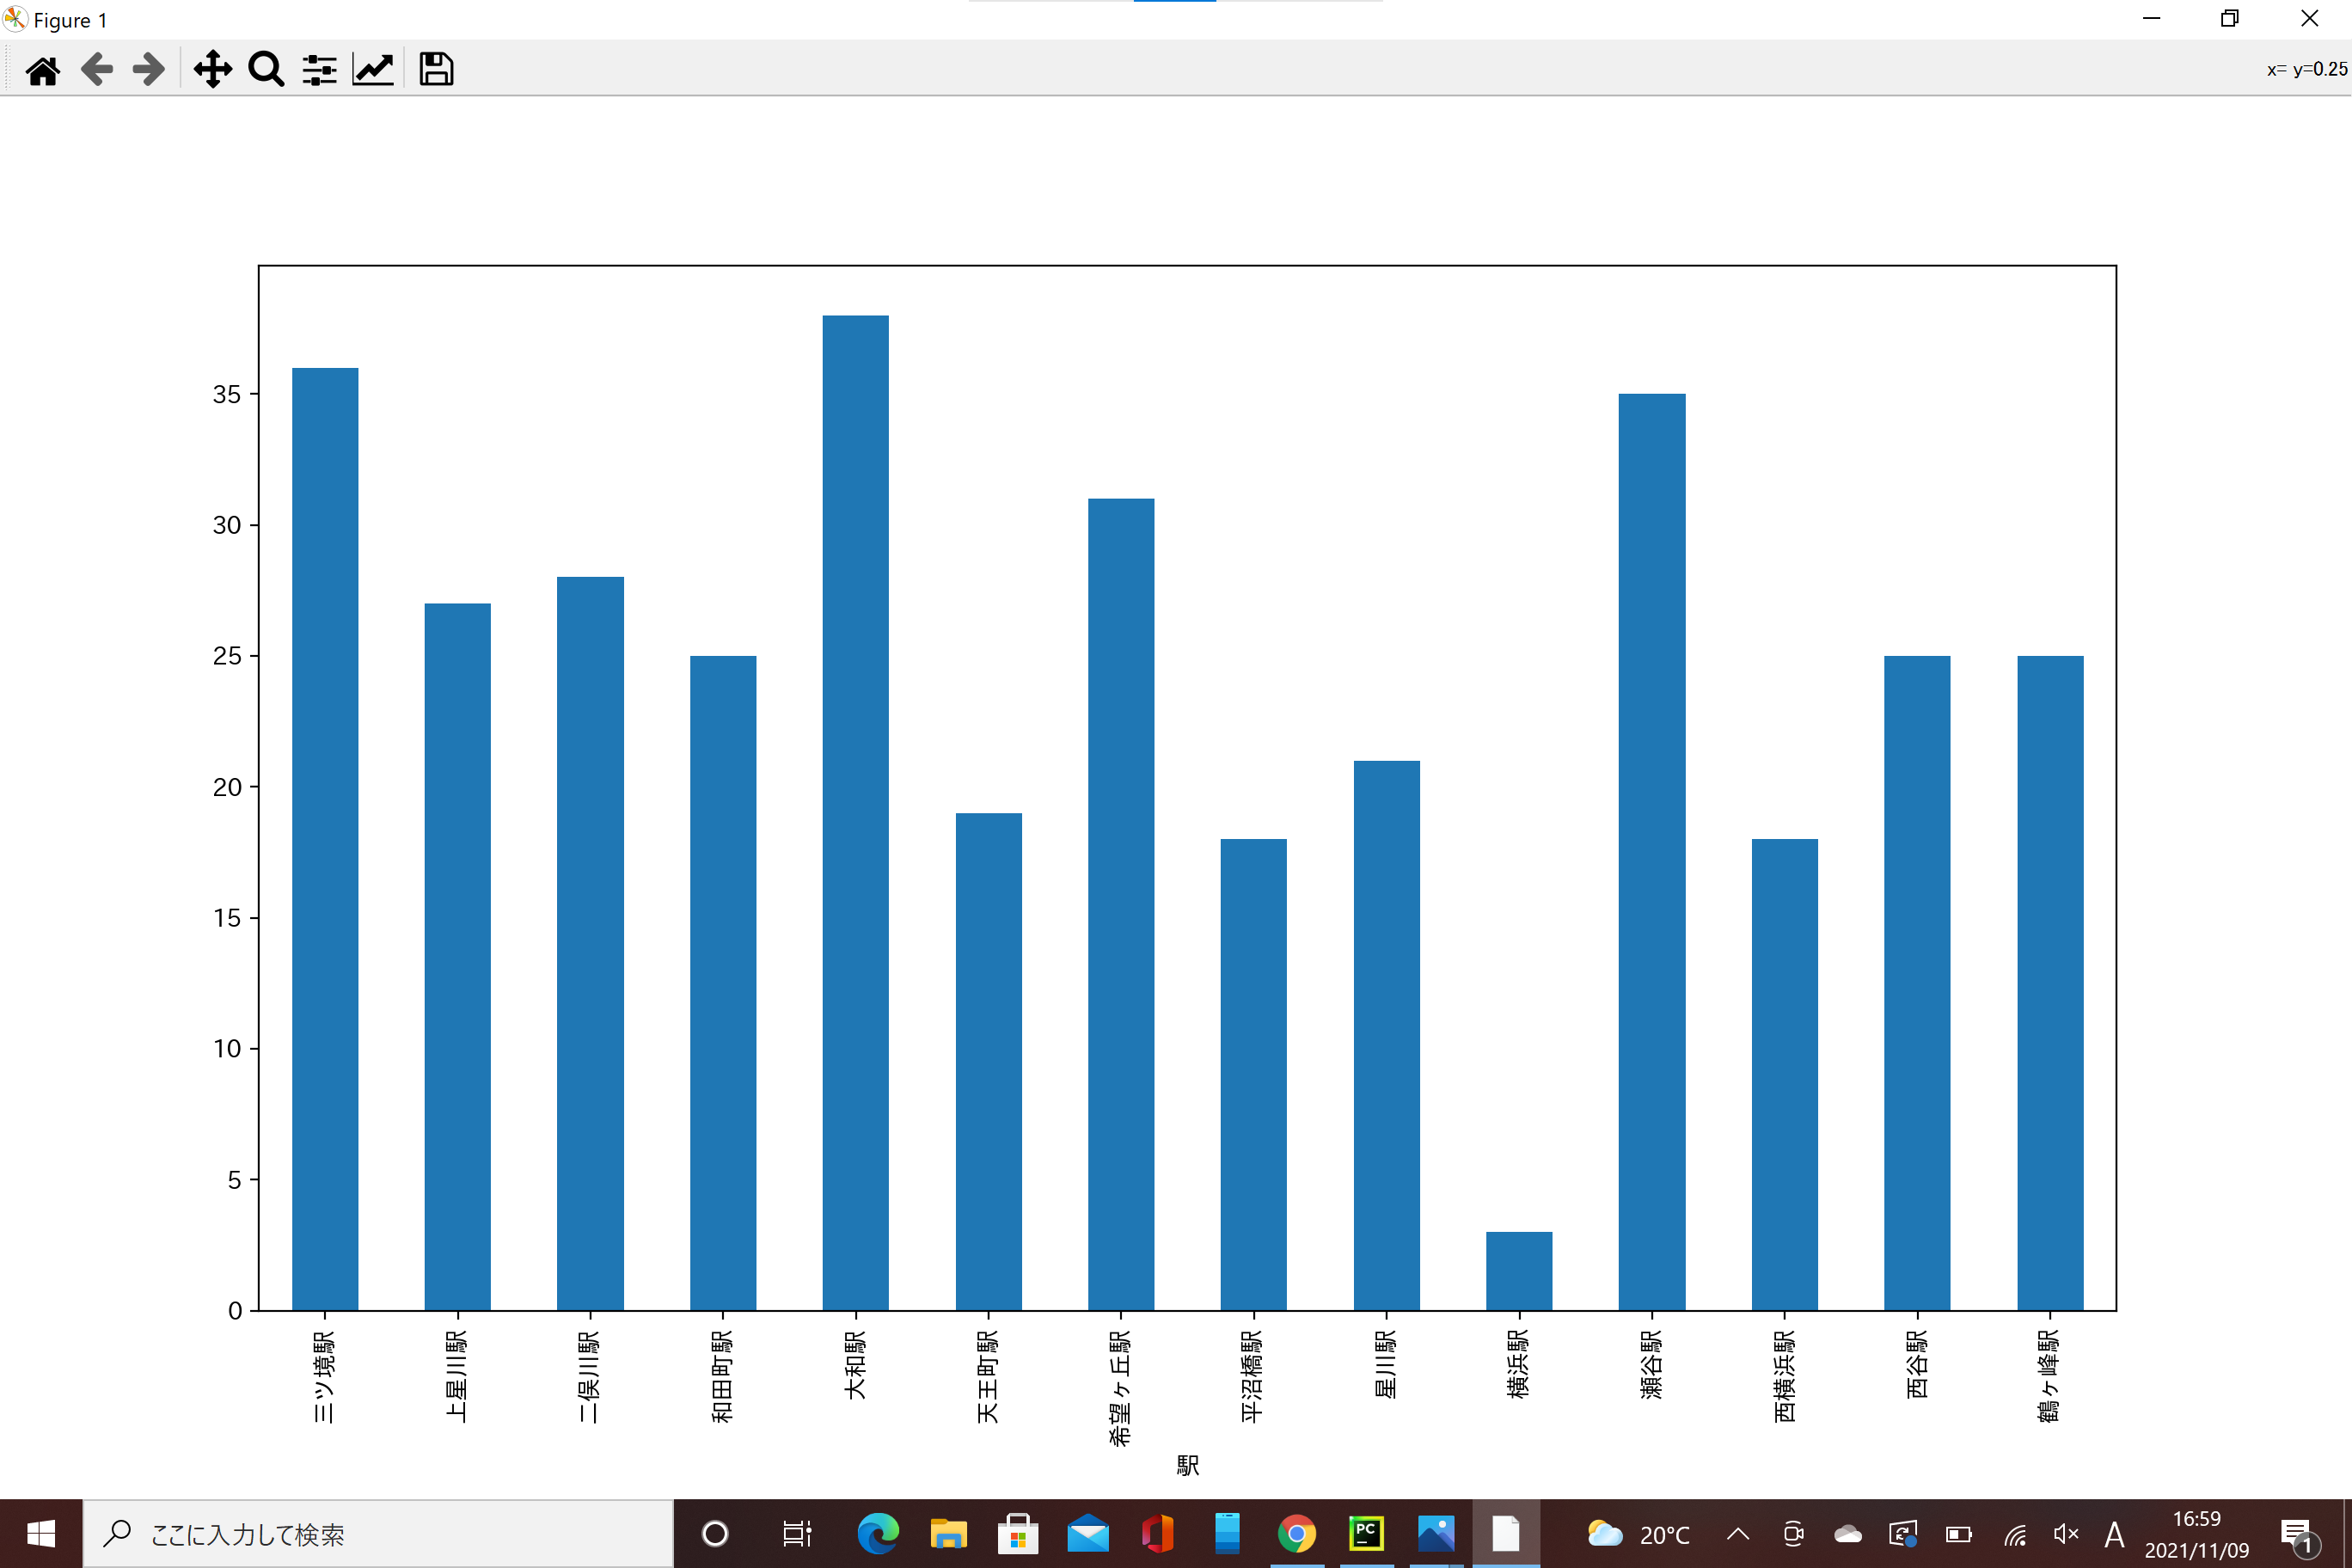 Figure 1
x= y=0.25
35
30
25
20
15
10
5
0
三ツ境駅
上星川駅
二俣川駅
和田町駅
大和駅
天王町駅
希望ヶ丘駅
平沼橋駅
星川駅
横浜駅
瀬谷駅
西横浜駅
西谷駅
鶴ヶ峰駅
駅
ここに入力して検索
PC
20°C
A
16:59
2021/11/09
1